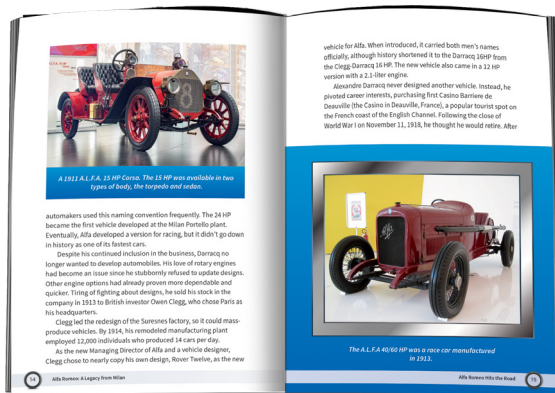 8
A 1911 A.L.F.A. 15 HP Corsa. The 15 HP was available in two
types of body, the torpedo and sedan.
automakers used this naming convention frequently. The 24 HP
became the first vehicle developed at the Milan Portello plant.
Eventually, Alfa developed a version for racing, but it didn't go down
in history as one of its fastest cars.
Despite his continued inclusion in the business, Darracq no
longer wanted to develop automobiles. His love of rotary engines
had become an issue since he stubbornly refused to update designs.
Other engine options had already proven more dependable and
quicker. Tiring of fighting about designs, he sold his stock in the
company in 1913 to British investor Owen Clegg, who chose Paris as
his headquarters.
Clegg led the redesign of the Suresnes factory, so it could mass-
produce vehicles. By 1914, his remodeled manufacturing plant
employed 12,000 individuals who produced 14 cars per day.
As the new Managing Director of Alfa and a vehicle designer,
Clegg chose to nearly copy his own design, Rover Twelve, as the new
14
Alfa Romeo: A Legacy from Milan
vehicle for Alfa. When introduced, it carried both men's names
officially, although history shortened it to the Darracq 16HP from
the Clegg-Darracq 16 HP. The new vehicle also came in a 12 HP
version with a 2.1-liter engine.
Alexandre Darracq never designed another vehicle. Instead, he
pivoted career interests, purchasing first Casino Barriere de
Deauville (the Casino in Deauville, France), a popular tourist spot on
the French coast of the English Channel. Following the close of
World War I on November 11, 1918, he thought he would retire. After
The A.L.F.A 40/60 HP was a race car manufactured
in 1913.
Alfa Romeo Hits the Road
15